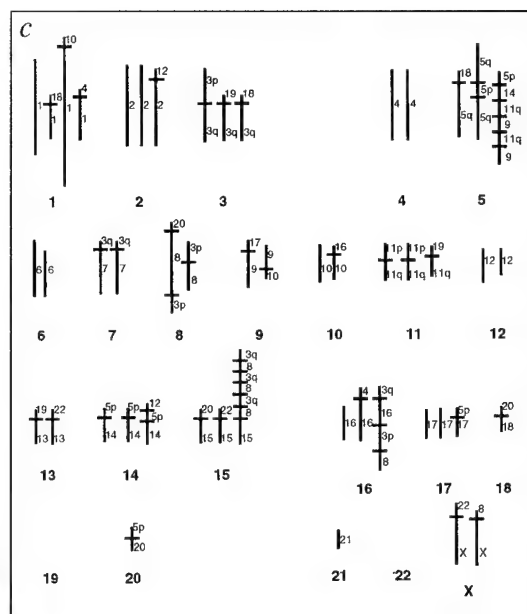 C
10
18 4
1 1 1
1
12
2 2 2
2
3p 19 18
3q 3q 3q
3
4 4
4
5q 5p
18 14
5p 11q
9
5q 5q 11q
9
5
6 6
6
3q 3q
7 7
7
20
8 3p
8
3p
8
17 9
9 10
9
16
10 10
10
11p 11p 19
11q 11q 11q
11
12 12
12
19 22
13 13
13
5p 5p 12
5p
14 14 14
14
3q
8
3q
8
3q
20 22 8
15 15 15
15
4 3q
16
16 16 3p
8
16
5p
17 17 17
17
20
18
18
19
5p
20
20
21
21
22
22 8
X X
X